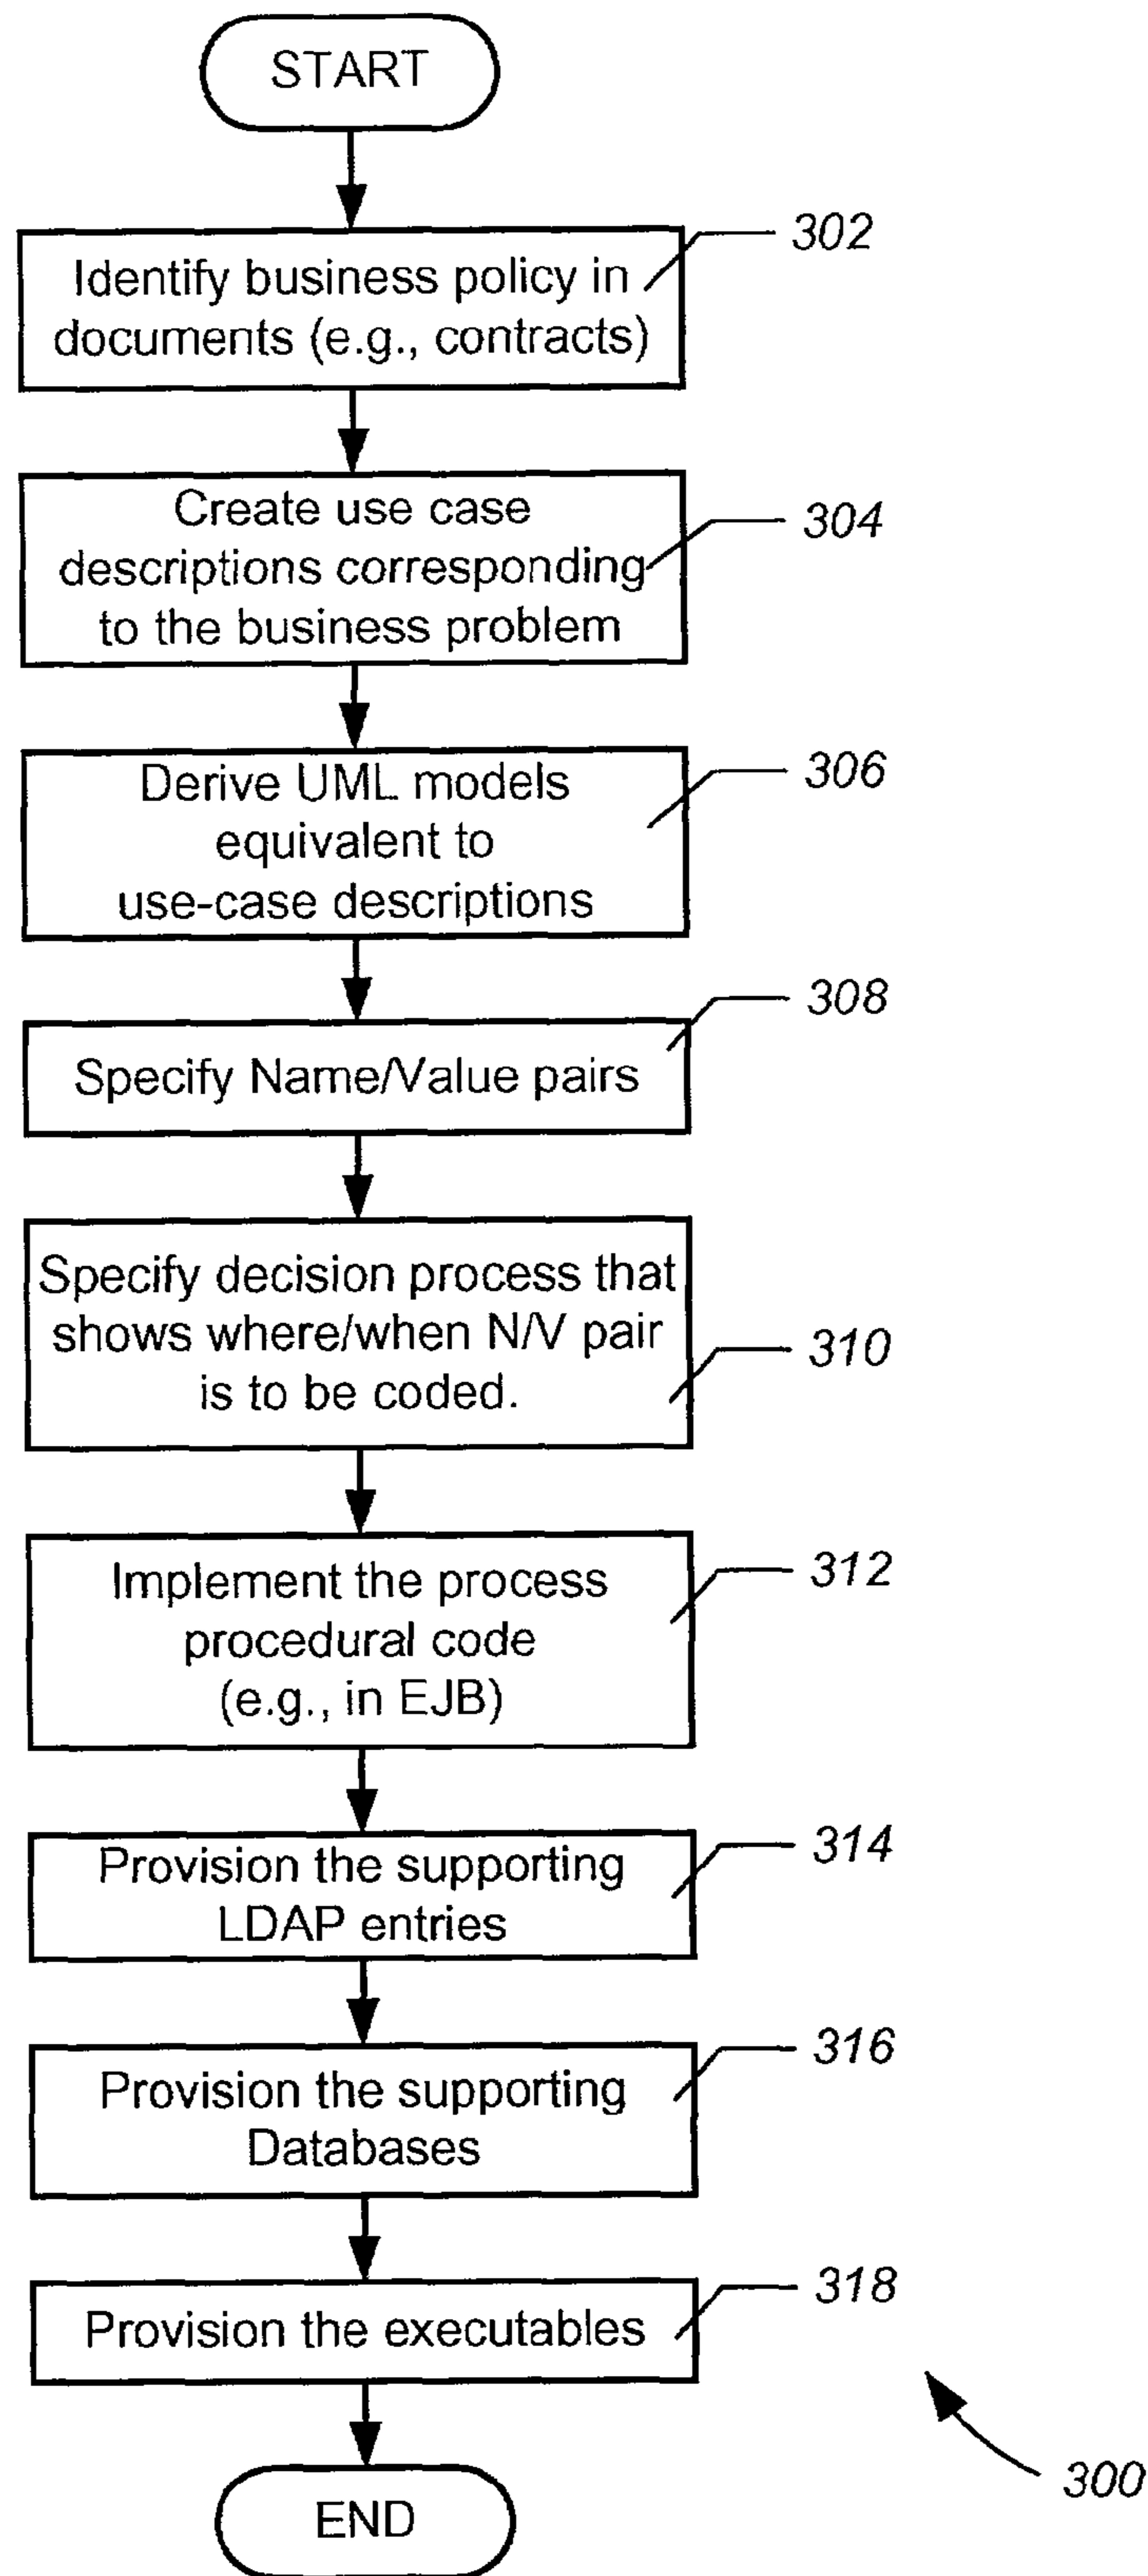 START
302
Identify business policy in
documents (e.g., contracts)
Create use case
304
descriptions corresponding
to the business problem
306
Derive UML models
equivalent to
use-case descriptions
308
Specify Name/Value pairs
Specify decision process that
shows where/when N/V pair
310
is to be coded.
312
Implement the process
procedural code
(e.g., in EJB)
314
Provision the supporting
LDAP entries
316
Provision the supporting
Databases
318
Provision the executables
300
END